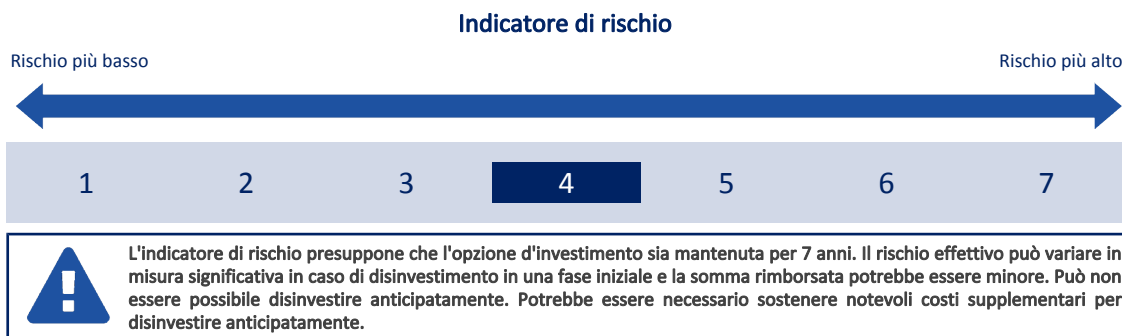 Indicatore di rischio
Rischio più basso
Rischio più alto
1 2 3 4 5 6 7
L'indicatore di rischio presuppone che l'opzione d'investimento sia mantenuta per 7 anni. Il rischio effettivo può variare in
misura significativa in caso di disinvestimento in una fase iniziale e la somma rimborsata potrebbe essere minore. Può non
essere possibile disinvestire anticipatamente. Potrebbe essere necessario sostenere notevoli costi supplementari per
disinvestire anticipatamente.